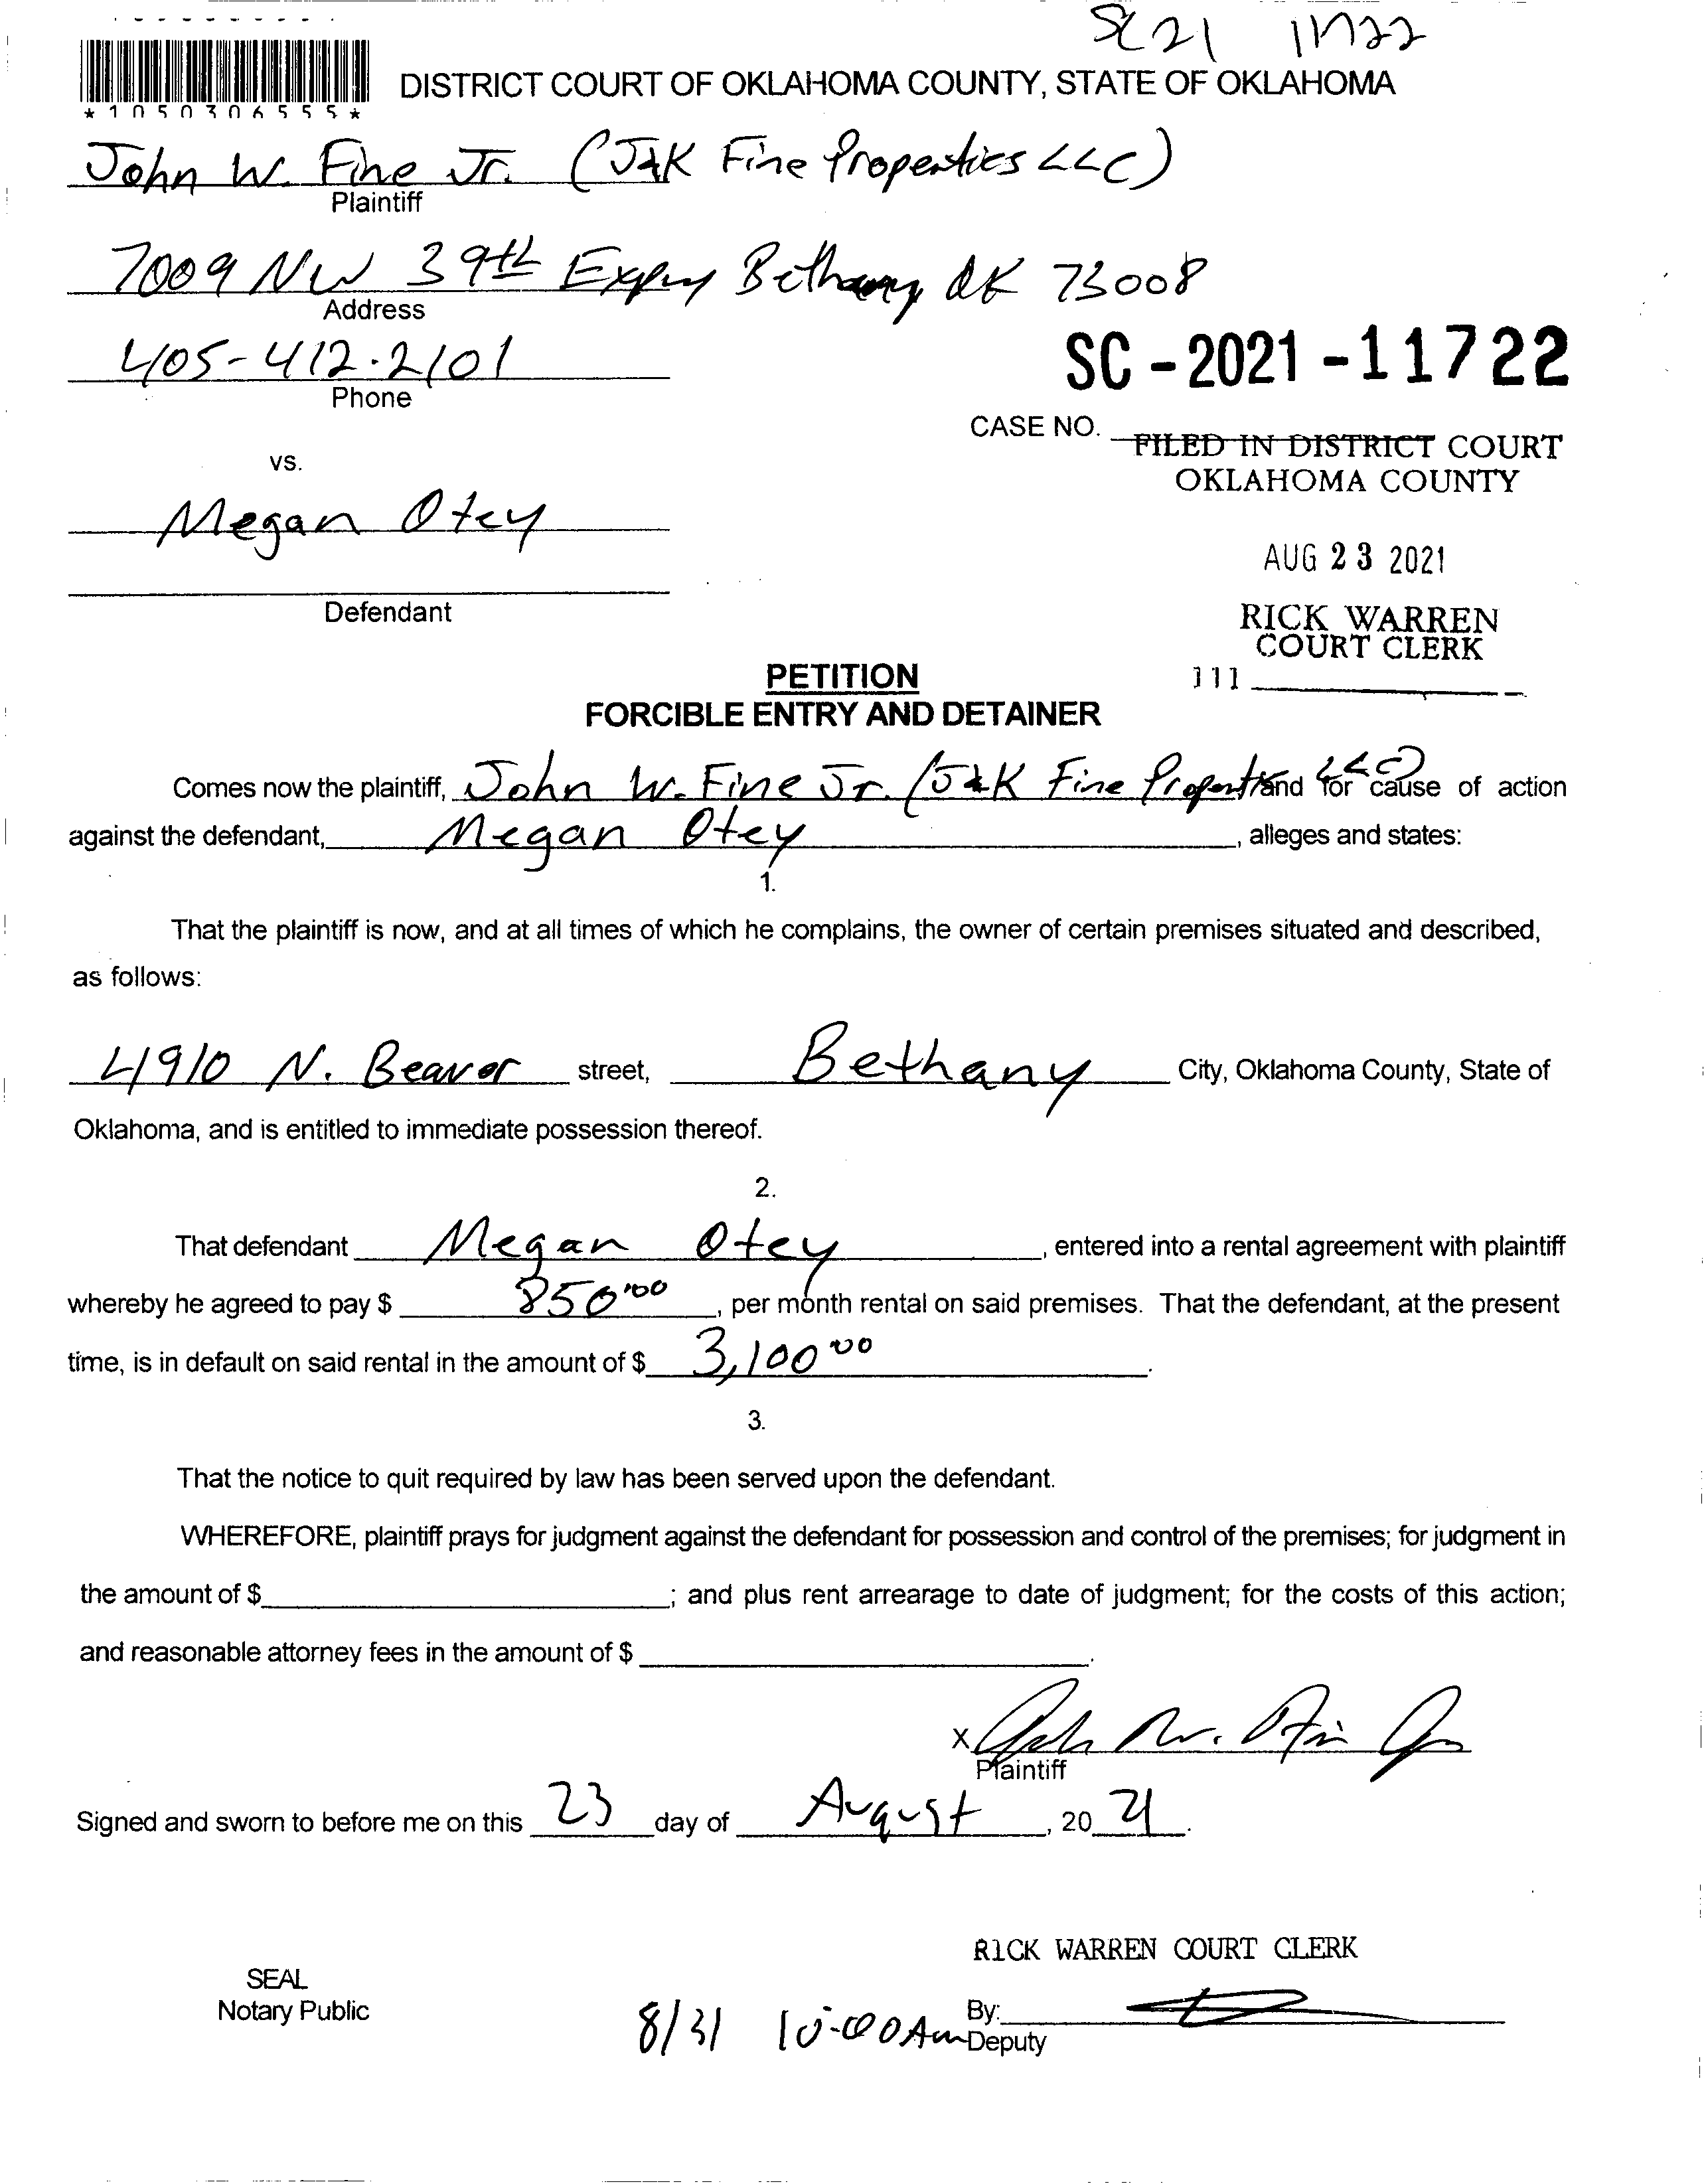 SC 21 11722
DISTRICT COURT OF OKLAHOMA COUNTY, STATE OF OKLAHOMA
*1050306555*
John W. Fine Jr. (J&K Fine Properties LLC)
Plaintiff
7009 NW 39th Expy Bethany OK 73008
Address
405-412-2101
Phone
SC-2021-11722
CASE NO.
FILED IN DISTRICT COURT
OKLAHOMA COUNTY
vs.
Megan Otey
AUG 23 2021
Defendant
RICK WARREN
COURT CLERK
111
PETITION
FORCIBLE ENTRY AND DETAINER
Comes now the plaintiff, John W. Fine Jr. (J&K Fine Properties LLC) and for cause of action
against the defendant, Megan Otey, alleges and states:
1.
That the plaintiff is now, and at all times of which he complains, the owner of certain premises situated and described,
as follows:
4910 N. Beaver street, Bethany City, Oklahoma County, State of
Oklahoma, and is entitled to immediate possession thereof.
2.
That defendant Megan Otey, entered into a rental agreement with plaintiff
whereby he agreed to pay $ 850.00, per month rental on said premises. That the defendant, at the present
time, is in default on said rental in the amount of $ 3,100 00.
3.
That the notice to quit required by law has been served upon the defendant.
WHEREFORE, plaintiff prays for judgment against the defendant for possession and control of the premises; for judgment in
the amount of $ ; and plus rent arrearage to date of judgment; for the costs of this action;
and reasonable attorney fees in the amount of $ .
X John W. Fine Jr
Plaintiff
Signed and sworn to before me on this 23 day of August, 20 21.
RICK WARREN COURT CLERK
SEAL
Notary Public
By:
8/31 10:00 Am Deputy